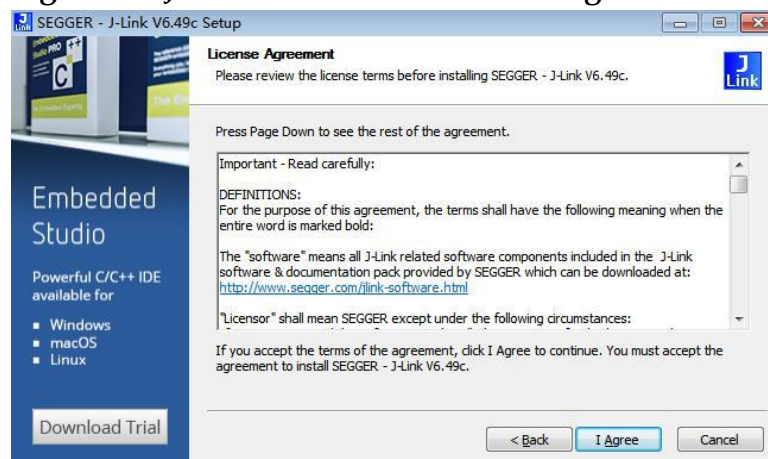 SEGGER - J-Link V6.49c Setup
License Agreement
Please review the license terms before installing SEGGER - J-Link V6.49c.
J
Link
PRO
C
Embedded
Studio
Powerful C/C++ IDE
available for
Windows
macOS
Linux
Download Trial
Press Page Down to see the rest of the agreement.
Important - Read carefully:
DEFINITIONS:
For the purpose of this agreement, the terms shall have the following meaning when the
entire word is marked bold:
The "software" means all J-Link related software components included in the J-Link
software & documentation pack provided by SEGGER which can be downloaded at:
http://www.segger.com/jlink-software.html
"Licensor" shall mean SEGGER except under the following circumstances:
If you accept the terms of the agreement, click I Agree to continue. You must accept the
agreement to install SEGGER - J-Link V6.49c.
< Back
I Agree
Cancel